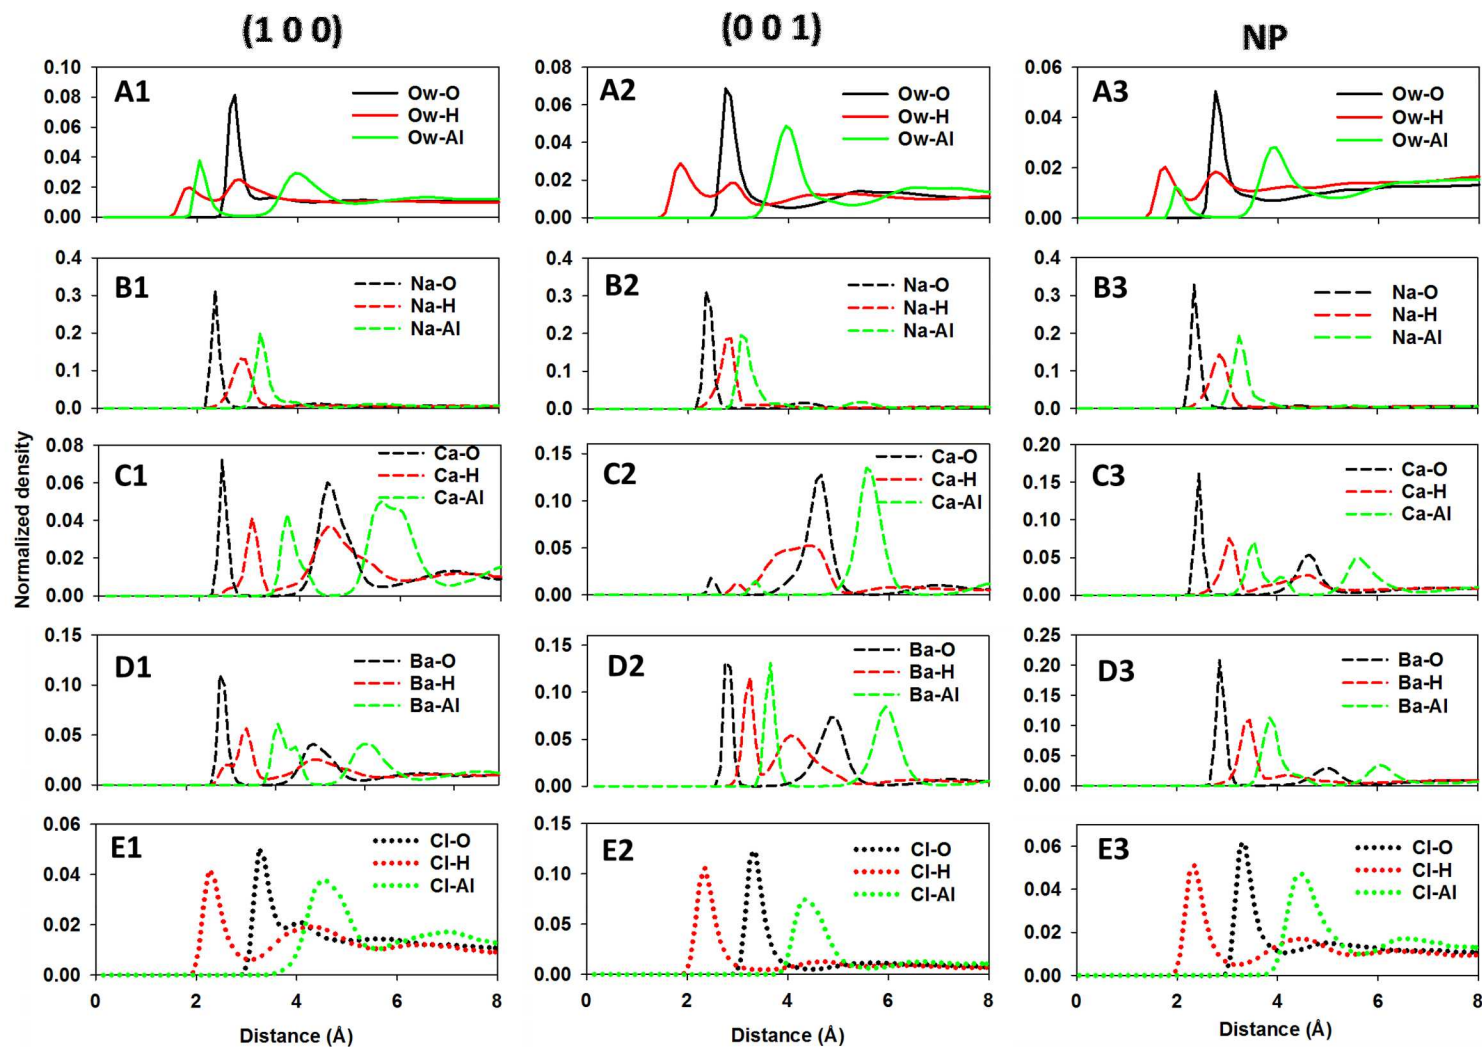 (1 0 0)
(0 0 1)
NP
0.10
0.08
0.06
0.04
0.02
0.00
A1
Ow-O
Ow-H
Ow-Al
0.08
0.06
0.04
0.02
0.00
A2
Ow-O
Ow-H
Ow-Al
0.06
0.04
0.02
0.00
A3
Ow-O
Ow-H
Ow-Al
0.4
0.3
0.2
0.1
0.0
B1
Na-O
Na-H
Na-Al
0.4
0.3
0.2
0.1
0.0
B2
Na-O
Na-H
Na-Al
0.4
0.3
0.2
0.1
0.0
B3
Na-O
Na-H
Na-Al
Normalized density
0.08
0.06
0.04
0.02
0.00
C1
Ca-O
Ca-H
Ca-Al
0.15
0.10
0.05
0.00
C2
Ca-O
Ca-H
Ca-Al
0.20
0.15
0.10
0.05
0.00
C3
Ca-O
Ca-H
Ca-Al
0.15
0.10
0.05
0.00
D1
Ba-O
Ba-H
Ba-Al
0.15
0.10
0.05
0.00
D2
Ba-O
Ba-H
Ba-Al
0.25
0.20
0.15
0.10
0.05
0.00
D3
Ba-O
Ba-H
Ba-Al
0.06
0.04
0.02
0.00
E1
Cl-O
Cl-H
Cl-Al
0 2 4 6 8
Distance (Å)
0.15
0.10
0.05
0.00
E2
Cl-O
Cl-H
Cl-Al
0 2 4 6 8
Distance (Å)
0.06
0.04
0.02
0.00
E3
Cl-O
Cl-H
Cl-Al
0 2 4 6 8
Distance (Å)